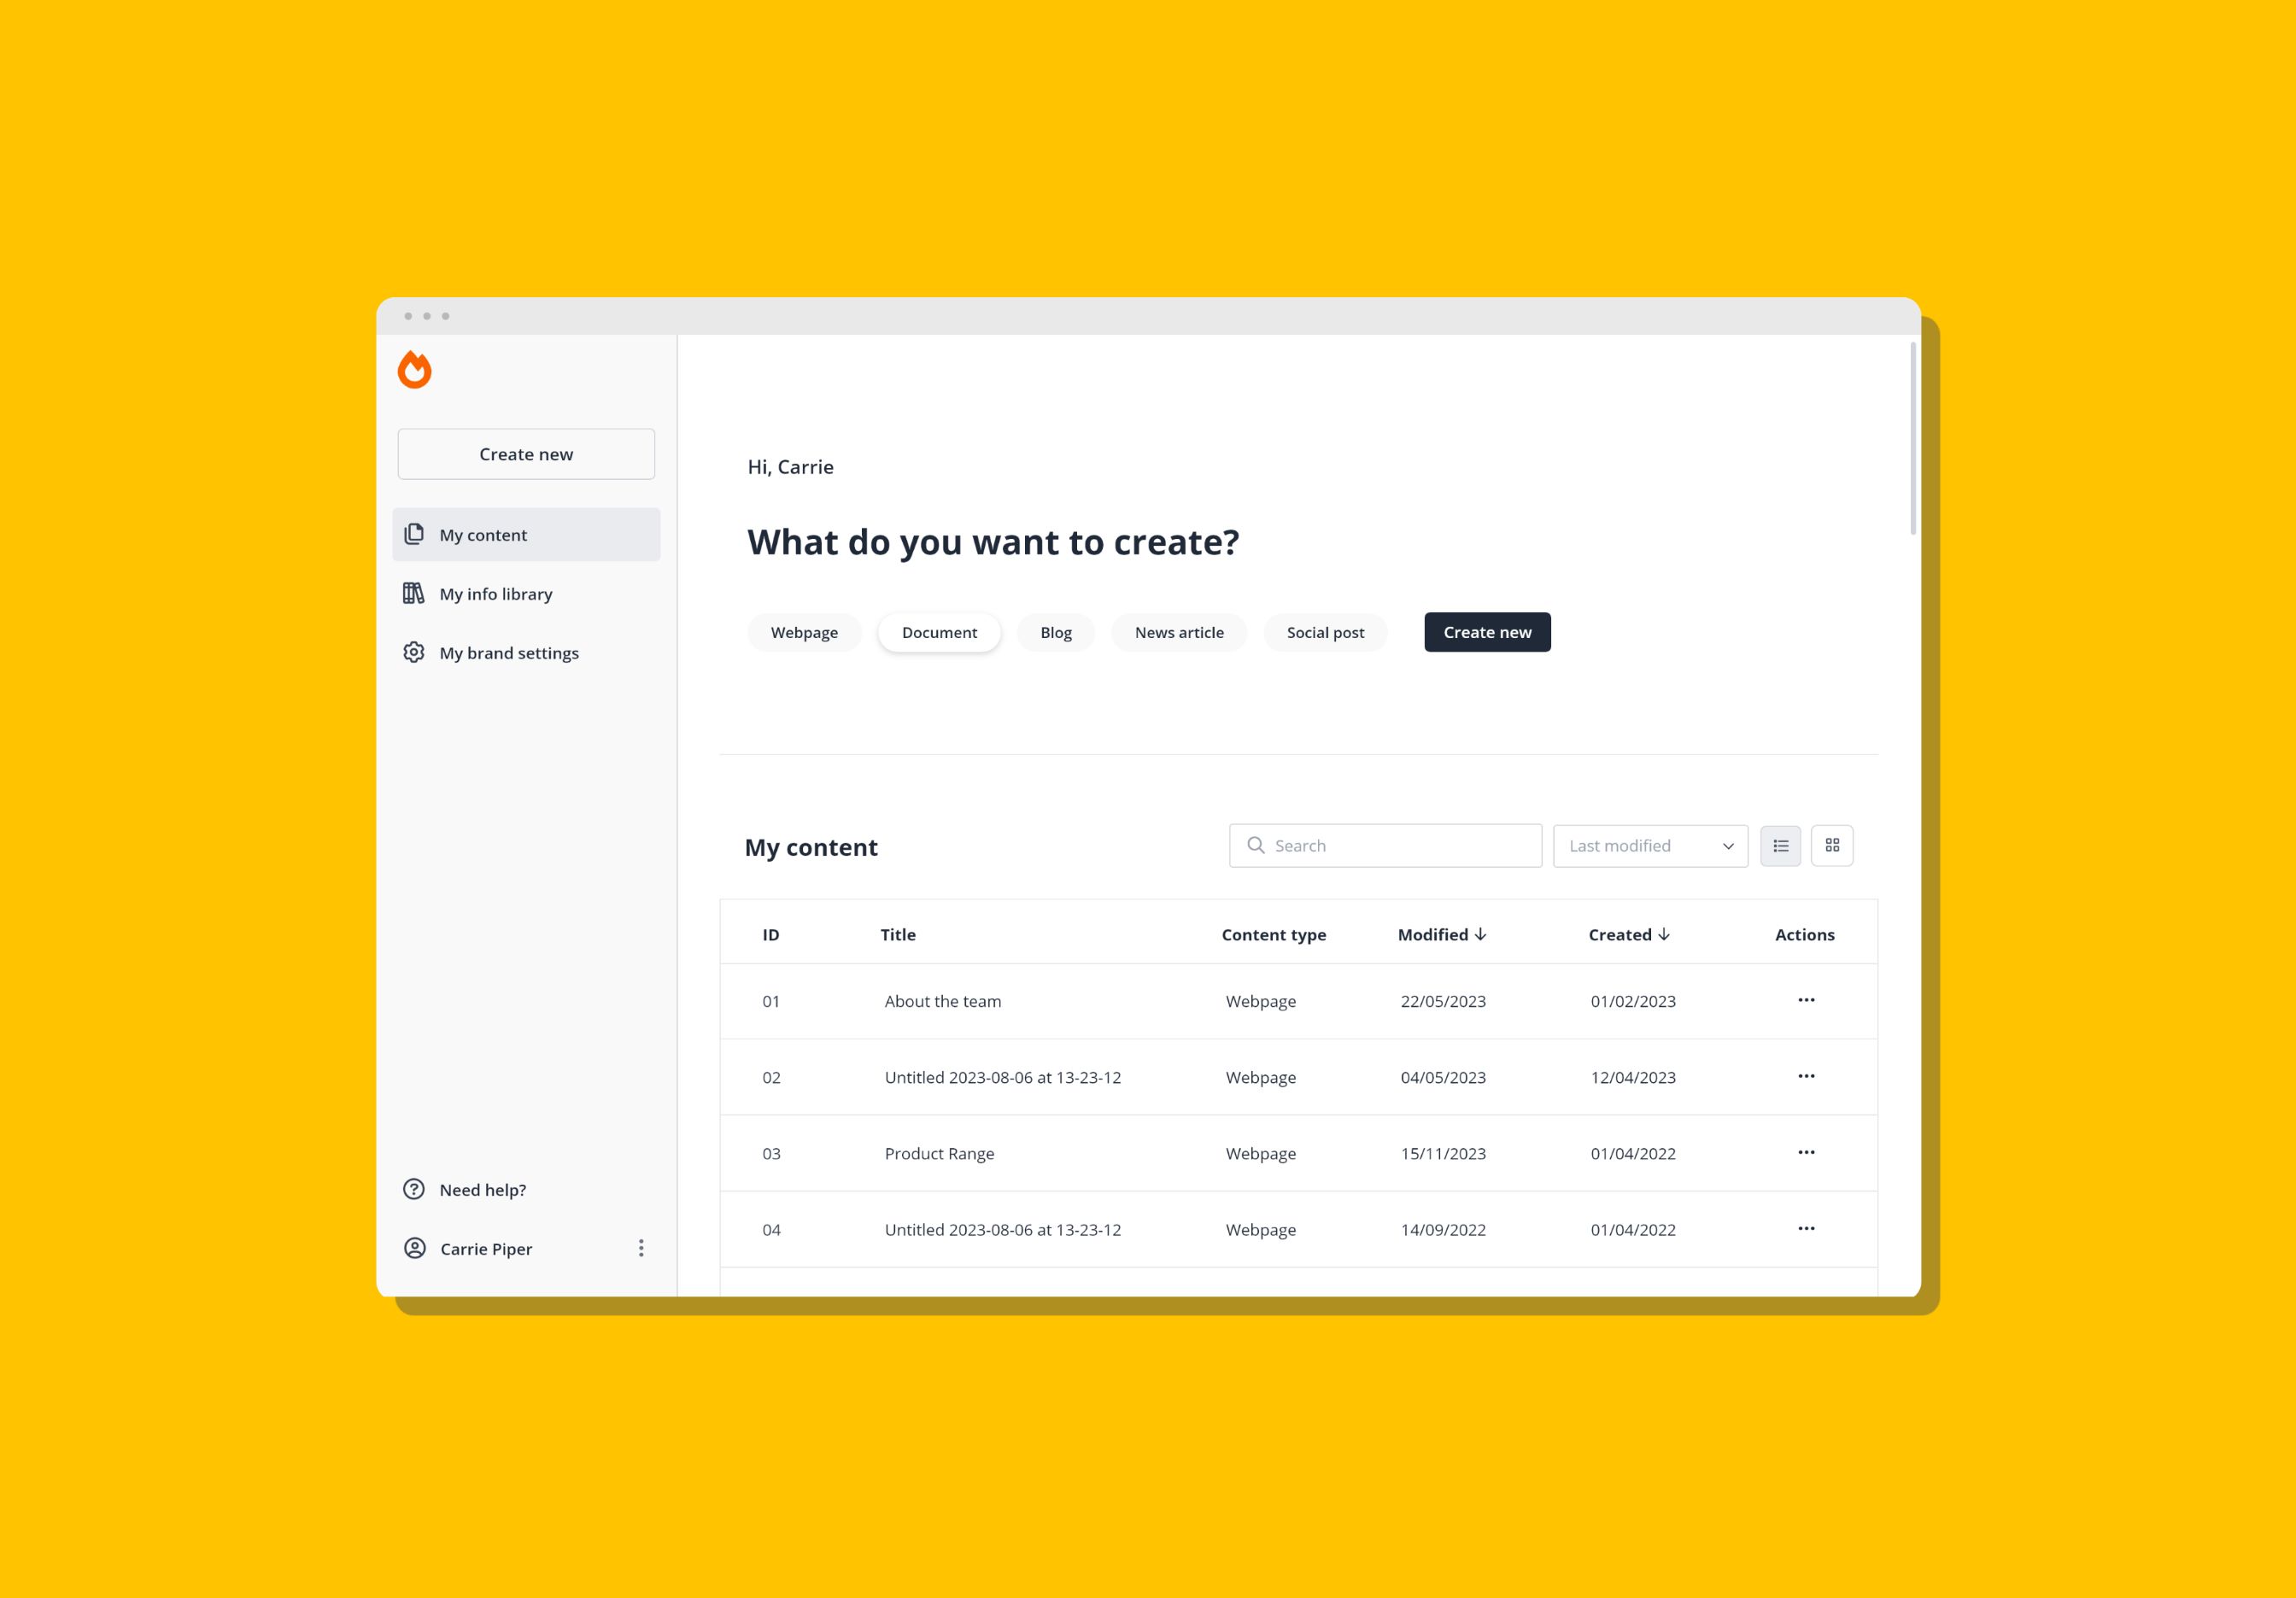 Create new
My content
My info library
My brand settings
Need help?
Carrie Piper
Hi, Carrie
What do you want to create?
Webpage Document Blog News article Social post Create new
My content Search Last modified
ID Title Content type Modified Created Actions
01 About the team Webpage 22/05/2023 01/02/2023
02 Untitled 2023-08-06 at 13-23-12 Webpage 04/05/2023 12/04/2023
03 Product Range Webpage 15/11/2023 01/04/2022
04 Untitled 2023-08-06 at 13-23-12 Webpage 14/09/2022 01/04/2022